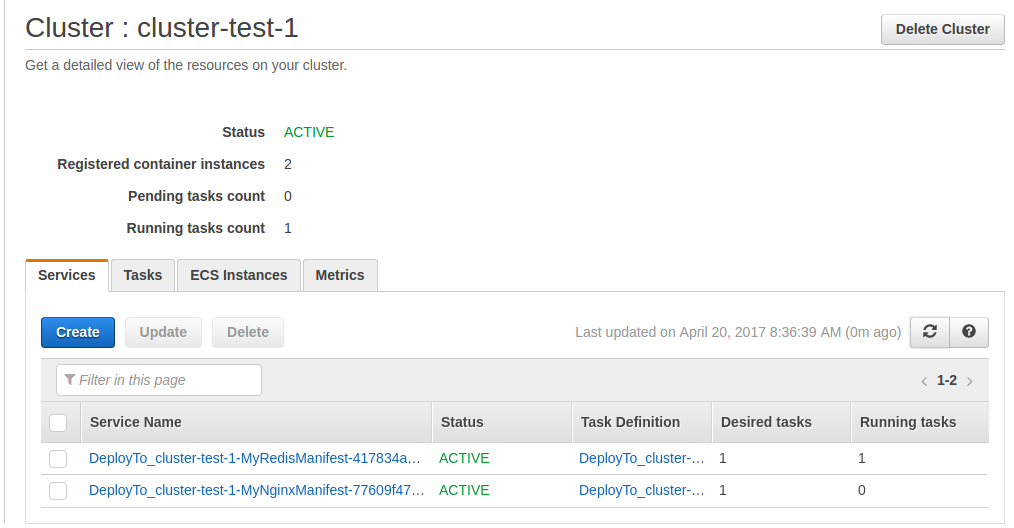 Cluster : cluster-test-1
Delete Cluster
Get a detailed view of the resources on your cluster.
Status ACTIVE
Registered container instances 2
Pending tasks count 0
Running tasks count 1
Services Tasks ECS Instances Metrics
Create Update Delete Last updated on April 20, 2017 8:36:39 AM (0m ago)
Filter in this page 1-2
Service Name Status Task Definition Desired tasks Running tasks
DeployTo_cluster-test-1-MyRedisManifest-417834a... ACTIVE DeployTo_cluster-... 1 1
DeployTo_cluster-test-1-MyNginxManifest-77609f47... ACTIVE DeployTo_cluster-... 1 0